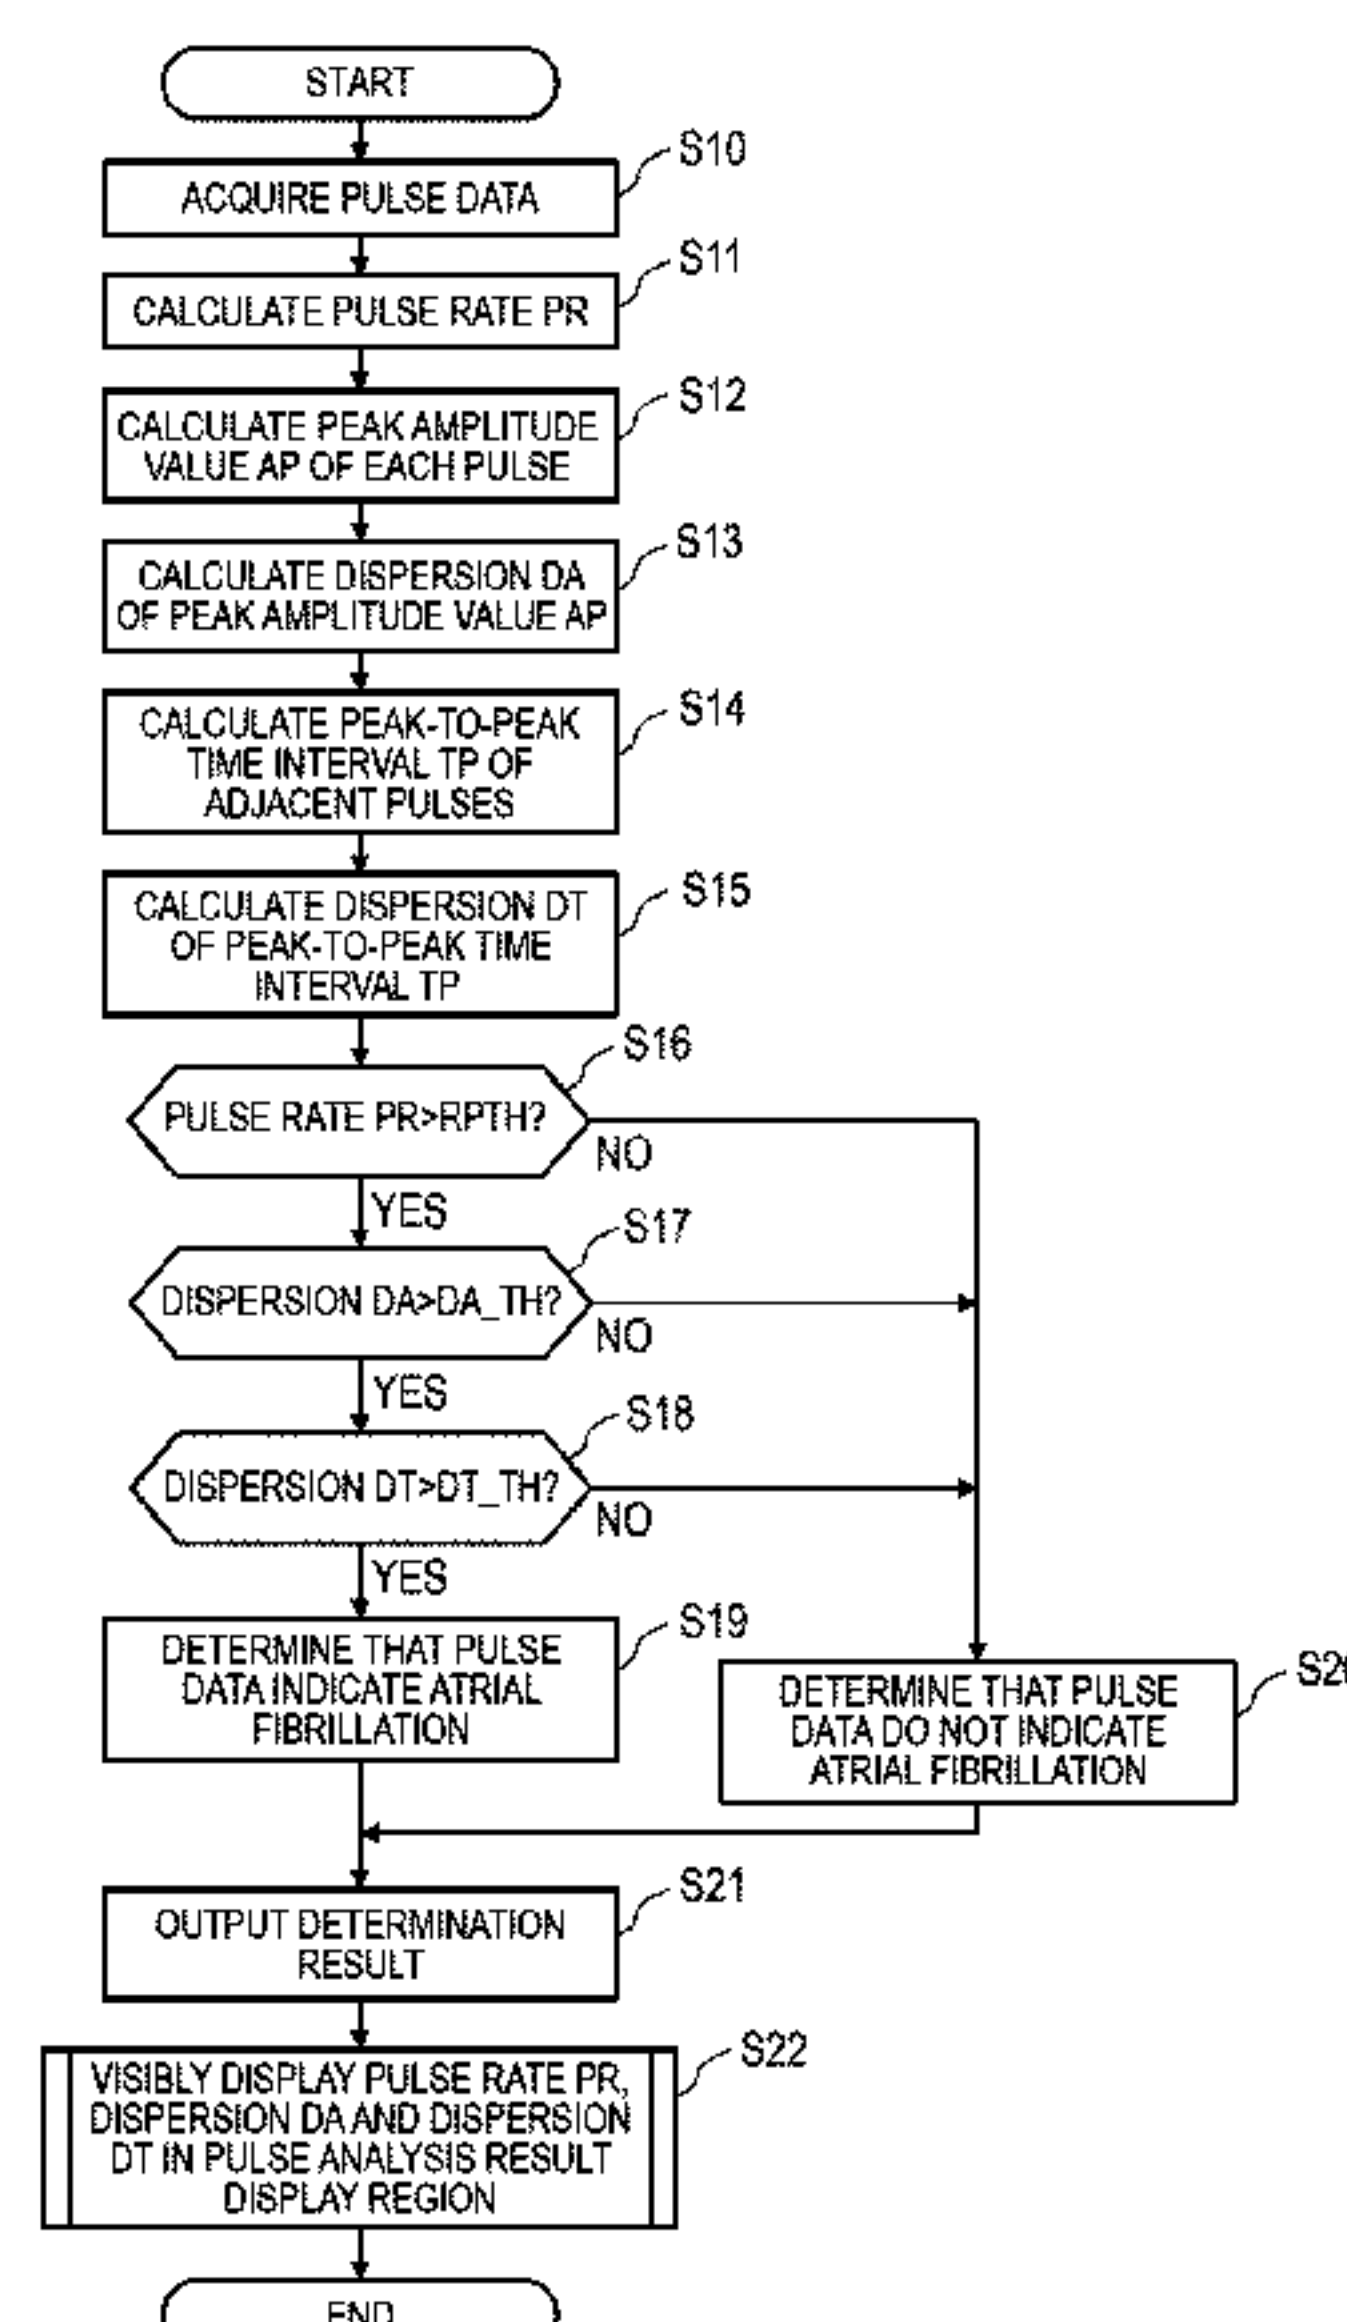 START
S10
ACQUIRE PULSE DATA
S11
CALCULATE PULSE RATE PR
S12
CALCULATE PEAK AMPLITUDE
VALUE AP OF EACH PULSE
S13
CALCULATE DISPERSION DA
OF PEAK AMPLITUDE VALUE AP
S14
CALCULATE PEAK-TO-PEAK
TIME INTERVAL TP OF
ADJACENT PULSES
S15
CALCULATE DISPERSION DT
OF PEAK-TO-PEAK TIME
INTERVAL TP
S16
PULSE RATE PR>RPTH?
NO
YES
S17
DISPERSION DA>DA_TH?
NO
YES
S18
DISPERSION DT>DT_TH?
NO
YES
S19
DETERMINE THAT PULSE
DATA INDICATE ATRIAL
FIBRILLATION
S20
DETERMINE THAT PULSE
DATA DO NOT INDICATE
ATRIAL FIBRILLATION
S21
OUTPUT DETERMINATION
RESULT
S22
VISIBLY DISPLAY PULSE RATE PR,
DISPERSION DA AND DISPERSION
DT IN PULSE ANALYSIS RESULT
DISPLAY REGION
END